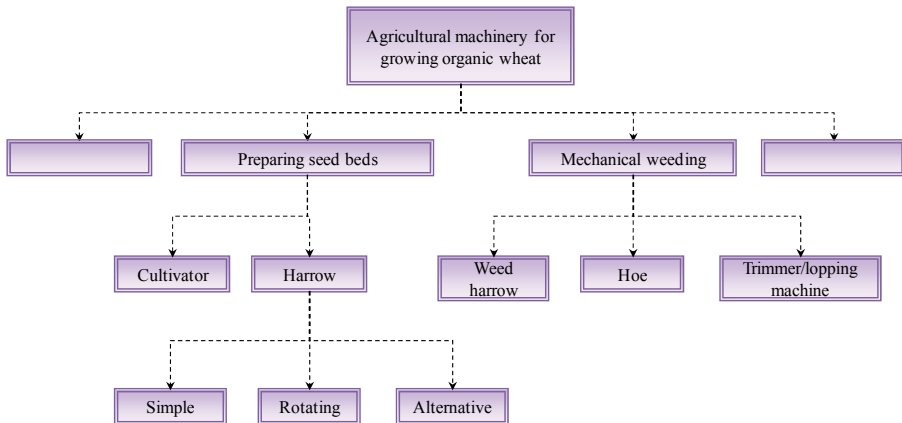 Agricultural machinery for
growing organic wheat
Preparing seed beds
Mechanical weeding
Cultivator
Harrow
Weed
harrow
Hoe
Trimmer/lopping
machine
Simple
Rotating
Alternative